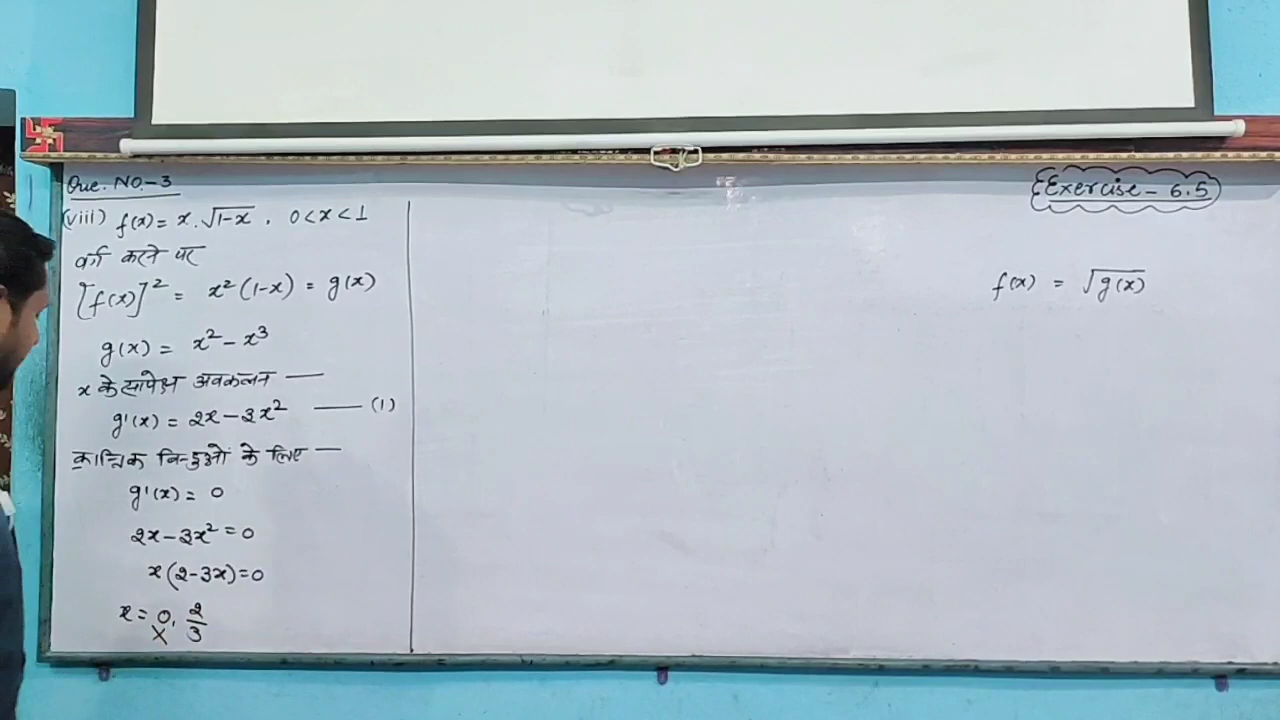 Que. NO.-3
(viii) f(x) = x.√1-x , 0<x<1
वर्ग करने पर
[f(x)]² = x²(1-x) = g(x)
g(x) = x² - x³
x के सापेक्ष अवकलन —
g'(x) = 2x - 3x² — (1)
क्रान्तिक बिन्दुओं के लिए —
g'(x) = 0
2x - 3x² = 0
x(2-3x) = 0
x = 0, 2/3
X
Exercise - 6.5
f(x) = √g(x)